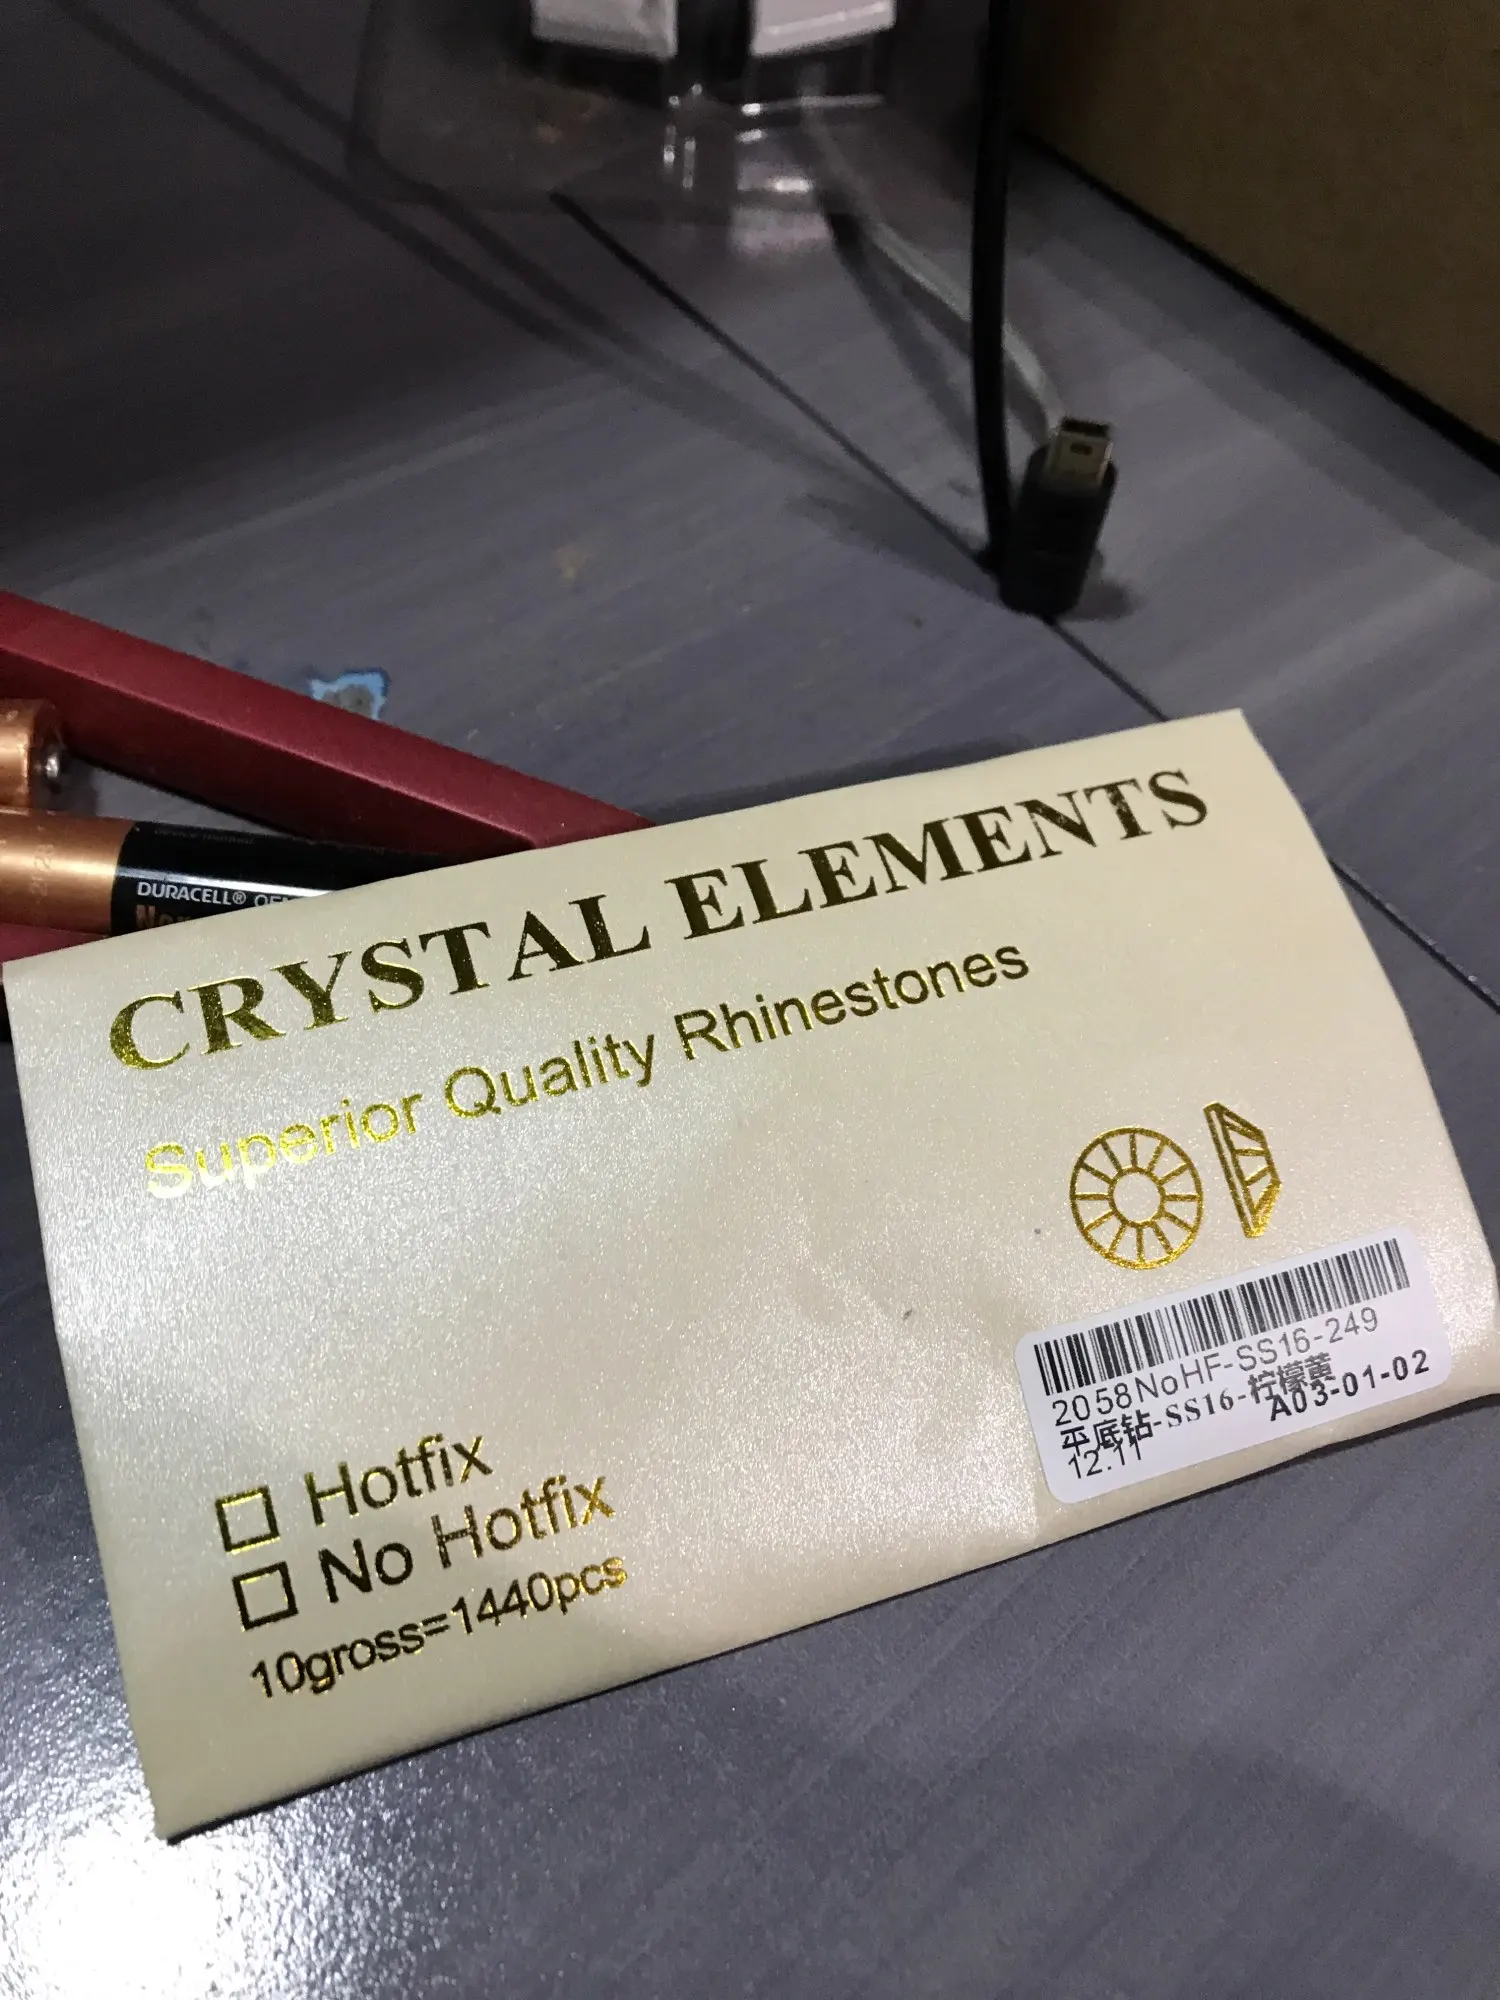 DURACELL®
CRYSTAL ELEMENTS
Superior Quality Rhinestones
2058NoHF-SS16-249
平底钻-SS16-柠檬黄
A03-01-02
12.11
Hotfix
No Hotfix
10gross=1440pcs